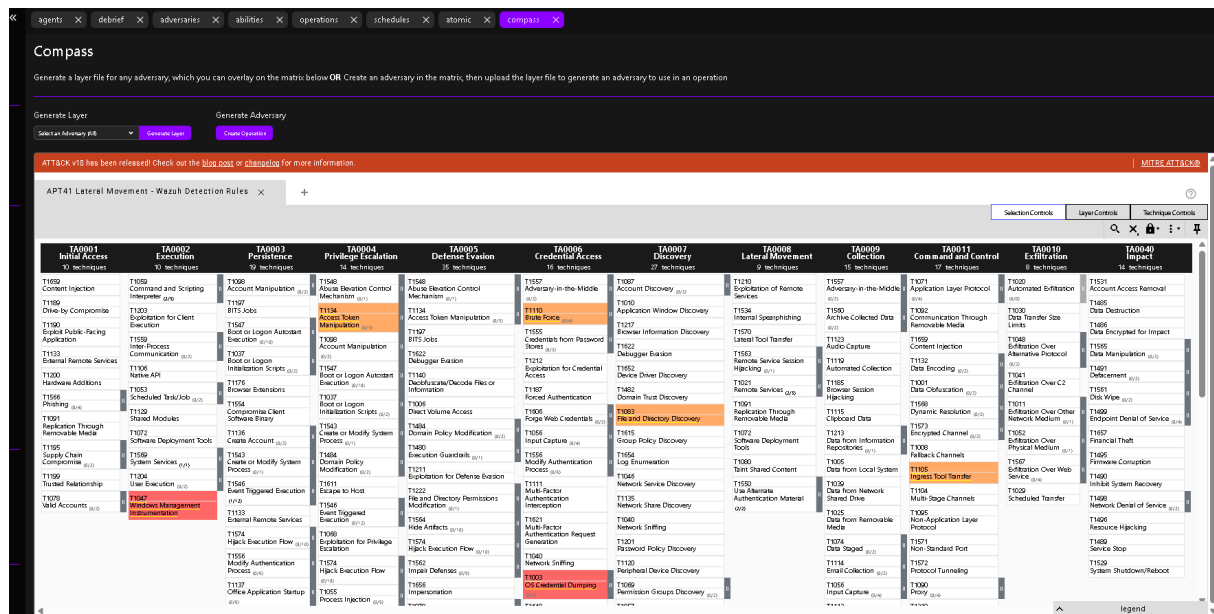 «
agents ✕ debrief ✕ adversaries ✕ abilities ✕ operations ✕ schedules ✕ atomic ✕ compass ✕
Compass
Generate a layer file for any adversary, which you can overlay on the matrix below OR Create an adversary in the matrix, then upload the layer file to generate an adversary to use in an operation
Generate Layer
Generate Adversary
Select an Adversary (All)
Generate Layer
Create Operation
ATT&CK v18 has been released! Check out the blog post or changelog for more information.
MITRE ATT&CK®
APT41 Lateral Movement - Wazuh Detection Rules ✕ +
Selection Controls
Layer Controls
Technique Controls
TA0001
Initial Access
10 techniques
T1659
Content Injection
T1189
Drive-by Compromise
T1190
Exploit Public-Facing
Application
T1133
External Remote Services
T1200
Hardware Additions
T1566
Phishing (0/4)
T1091
Replication Through
Removable Media
T1195
Supply Chain
Compromise (0/3)
T1199
Trusted Relationship
T1078
Valid Accounts
TA0002
Execution
10 techniques
T1059
Command and Scripting
Interpreter
T1203
Exploitation for Client
Execution
T1559
Inter-Process
Communication
T1106
Native API
T1053
Scheduled Task/Job
T1129
Shared Modules
T1072
Software Deployment Tools
T1569
System Services
T1204
User Execution
T1047
Windows Management
Instrumentation
TA0003
Persistence
19 techniques
T1098
Account Manipulation
T1197
BITS Jobs
T1547
Boot or Logon Autostart
Execution
T1037
Boot or Logon
Initialization Scripts
T1176
Browser Extensions
T1554
Compromise Client
Software Binary
T1136
Create Account
T1543
Create or Modify System
Process
T1546
Event Triggered Execution
T1133
External Remote Services
T1574
Hijack Execution Flow
T1556
Modify Authentication
Process
T1137
Office Application Startup
TA0004
Privilege Escalation
14 techniques
T1548
Abuse Elevation Control
Mechanism
T1134
Access Token
Manipulation
T1098
Account Manipulation
T1547
Boot or Logon Autostart
Execution
T1037
Boot or Logon
Initialization Scripts
T1543
Create or Modify System
Process
T1484
Domain Policy
Modification
T1611
Escape to Host
T1546
Event Triggered
Execution
T1068
Exploitation for Privilege
Escalation
T1574
Hijack Execution Flow
T1055
Process Injection
TA0005
Defense Evasion
35 techniques
T1548
Abuse Elevation Control
Mechanism
T1134
Access Token Manipulation
T1197
BITS Jobs
T1622
Debugger Evasion
T1140
Deobfuscate/Decode Files or
Information
T1006
Direct Volume Access
T1484
Domain Policy Modification
T1480
Execution Guardrails
T1211
Exploitation for Defense Evasion
T1222
File and Directory Permissions
Modification
T1564
Hide Artifacts
T1574
Hijack Execution Flow
T1562
Impair Defenses
T1656
Impersonation
TA0006
Credential Access
16 techniques
T1557
Adversary-in-the-Middle
T1110
Brute Force
T1555
Credentials from Password
Stores
T1212
Exploitation for Credential
Access
T1187
Forced Authentication
T1606
Forge Web Credentials
T1056
Input Capture
T1556
Modify Authentication
Process
T1111
Multi-Factor
Authentication
Interception
T1621
Multi-Factor
Authentication Request
Generation
T1040
Network Sniffing
T1003
OS Credential Dumping
TA0007
Discovery
27 techniques
T1087
Account Discovery
T1010
Application Window Discovery
T1217
Browser Information Discovery
T1622
Debugger Evasion
T1652
Device Driver Discovery
T1482
Domain Trust Discovery
T1083
File and Directory Discovery
T1615
Group Policy Discovery
T1654
Log Enumeration
T1046
Network Service Discovery
T1135
Network Share Discovery
T1040
Network Sniffing
T1201
Password Policy Discovery
T1120
Peripheral Device Discovery
T1069
Permission Groups Discovery
TA0008
Lateral Movement
9 techniques
T1210
Exploitation of Remote
Services
T1534
Internal Spearphishing
T1570
Lateral Tool Transfer
T1563
Remote Service Session
Hijacking
T1021
Remote Services
T1091
Replication Through
Removable Media
T1072
Software Deployment
Tools
T1080
Taint Shared Content
T1550
Use Alternate
Authentication Material
TA0009
Collection
15 techniques
T1557
Adversary-in-the-Middle
T1560
Archive Collected Data
T1123
Audio Capture
T1119
Automated Collection
T1185
Browser Session
Hijacking
T1115
Clipboard Data
T1213
Data from Information
Repositories
T1005
Data from Local System
T1039
Data from Network
Shared Drive
T1025
Data from Removable
Media
T1074
Data Staged
T1114
Email Collection
T1056
Input Capture
TA0011
Command and Control
17 techniques
T1071
Application Layer Protocol
T1092
Communication Through
Removable Media
T1659
Content Injection
T1132
Data Encoding
T1001
Data Obfuscation
T1568
Dynamic Resolution
T1573
Encrypted Channel
T1008
Fallback Channels
T1105
Ingress Tool Transfer
T1104
Multi-Stage Channels
T1095
Non-Application Layer
Protocol
T1571
Non-Standard Port
T1572
Protocol Tunneling
T1090
Proxy
TA0010
Exfiltration
8 techniques
T1020
Automated Exfiltration
T1030
Data Transfer Size
Limits
T1048
Exfiltration Over
Alternative Protocol
T1041
Exfiltration Over C2
Channel
T1011
Exfiltration Over Other
Network Medium
T1052
Exfiltration Over
Physical Medium
T1567
Exfiltration Over Web
Service
T1029
Scheduled Transfer
TA0040
Impact
14 techniques
T1531
Account Access Removal
T1485
Data Destruction
T1486
Data Encrypted for Impact
T1565
Data Manipulation
T1491
Defacement
T1561
Disk Wipe
T1499
Endpoint Denial of Service
T1657
Financial Theft
T1495
Firmware Corruption
T1490
Inhibit System Recovery
T1498
Network Denial of Service
T1496
Resource Hijacking
T1489
Service Stop
T1529
System Shutdown/Reboot
legend